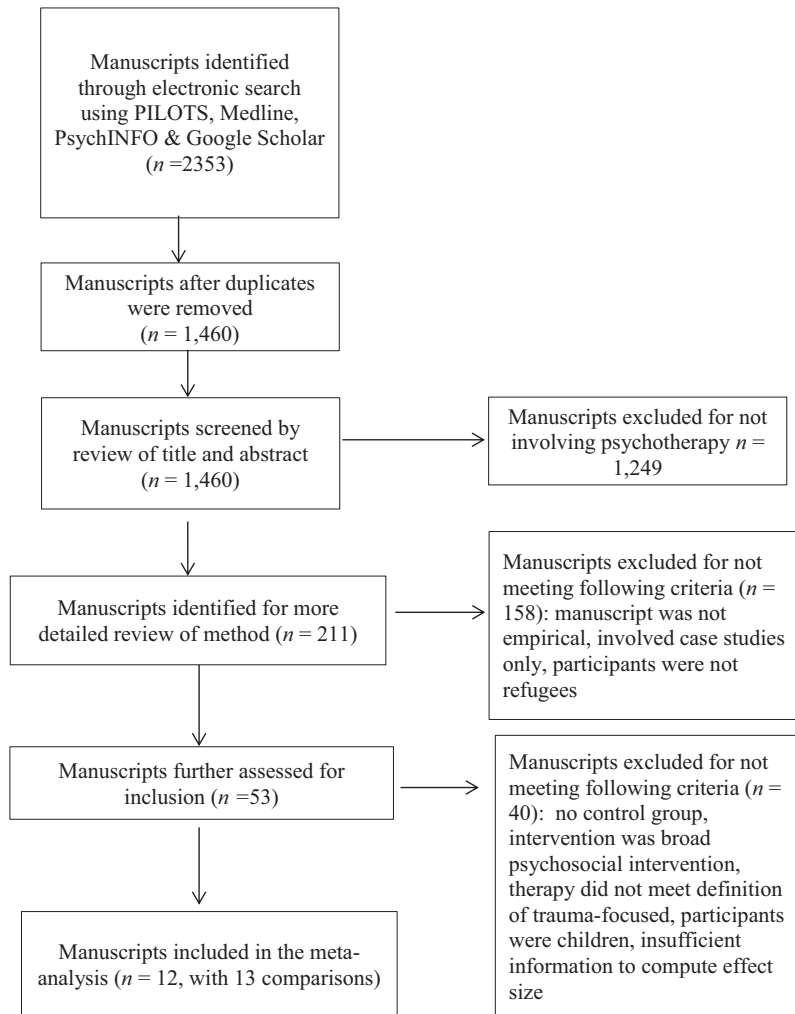 Manuscripts identified
through electronic search
using PILOTS, Medline,
PsychINFO & Google Scholar
(n =2353)
Manuscripts after duplicates
were removed
(n = 1,460)
Manuscripts screened by
review of title and abstract
(n = 1,460)
Manuscripts excluded for not
involving psychotherapy n =
1,249
Manuscripts identified for more
detailed review of method (n = 211)
Manuscripts excluded for not
meeting following criteria (n =
158): manuscript was not
empirical, involved case studies
only, participants were not
refugees
Manuscripts further assessed for
inclusion (n =53)
Manuscripts excluded for not
meeting following criteria (n =
40): no control group,
intervention was broad
psychosocial intervention,
therapy did not meet definition
of trauma-focused, participants
were children, insufficient
information to compute effect
size
Manuscripts included in the meta-
analysis (n = 12, with 13 comparisons)